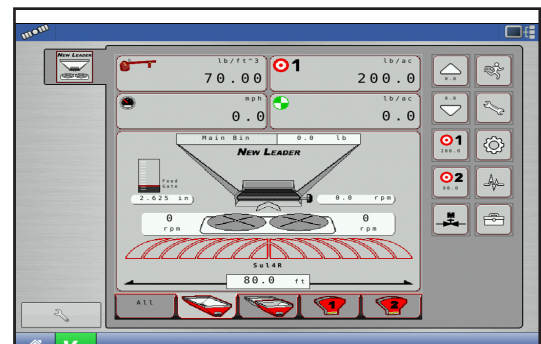 New Leader
lb/ft^3
70.00
1
lb/ac
200.0
mph
0.0
lb/ac
0.0
Main Bin 0.0 lb
New Leader
Feed
Gate
2.625 in
0.0 rpm
0
rpm
0
rpm
Sul4R
80.0 ft
All
1
2
0.0
0.0
1
200.0
2
M